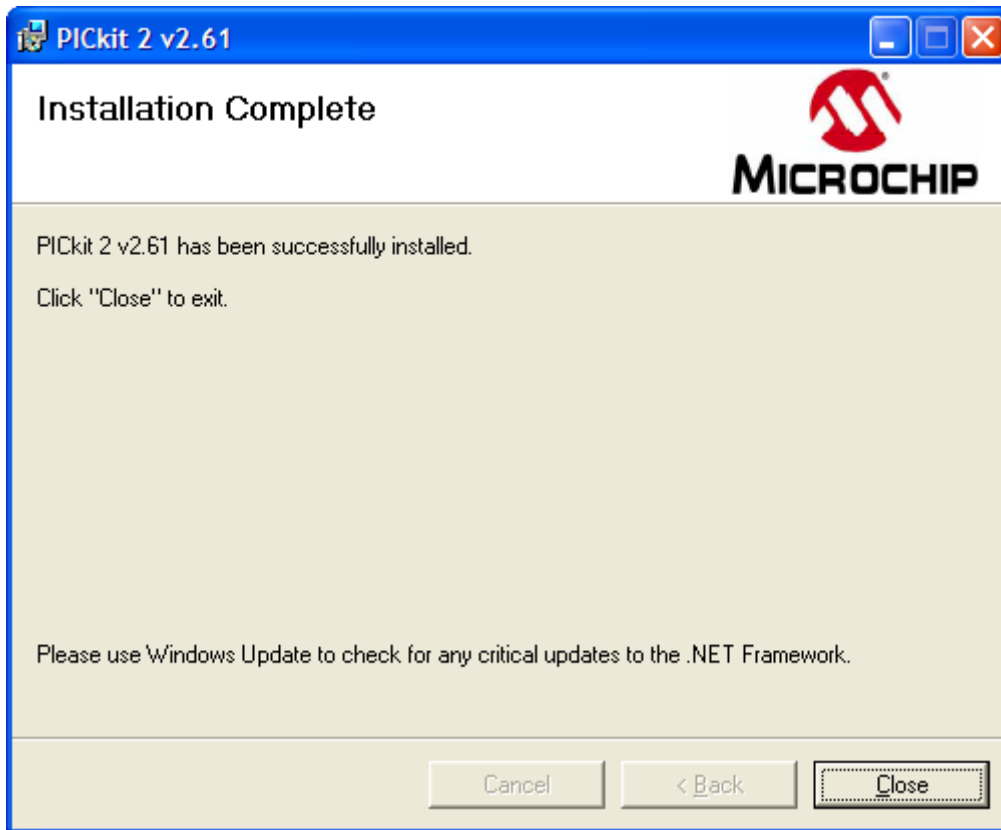 PICkit 2 v2.61
Installation Complete
MICROCHIP
PICkit 2 v2.61 has been successfully installed.
Click "Close" to exit.
Please use Windows Update to check for any critical updates to the .NET Framework.
Cancel
< Back
Close